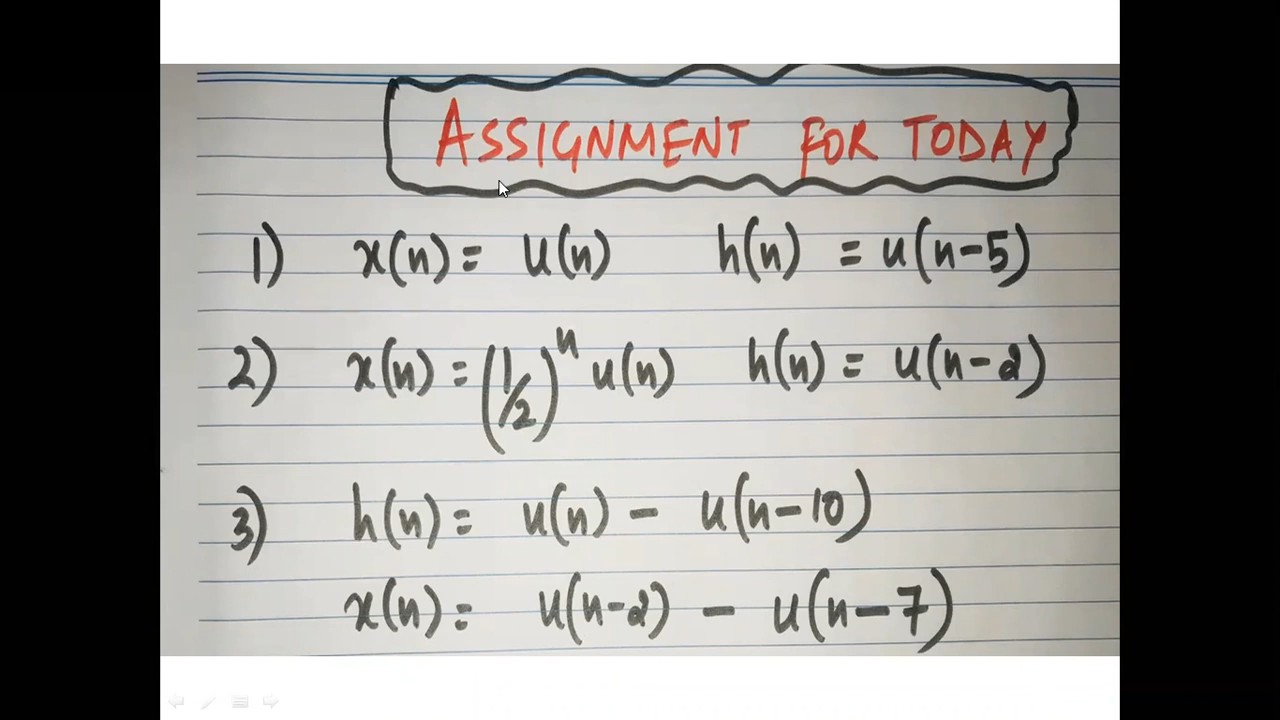 ASSIGNMENT FOR TODAY
1) x(n) = u(n) h(n) = u(n-5)
2) x(n) = (1/2)^n u(n) h(n) = u(n-2)
3) h(n) = u(n) - u(n-10)
x(n) = u(n-2) - u(n-7)